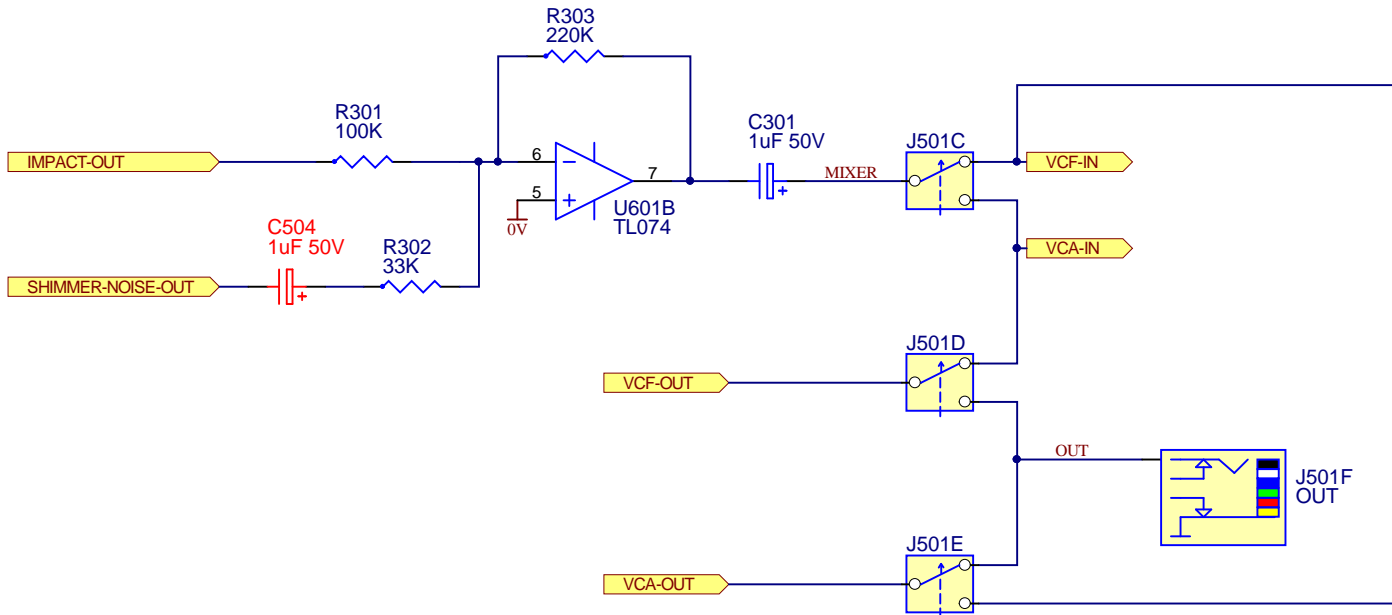 R303
220K
R301
100K
C301
1uF 50V
J501C
IMPACT-OUT
6
7
MIXER
VCF-IN
5
U601B
TL074
0V
C504
1uF 50V
R302
33K
VCA-IN
SHIMMER-NOISE-OUT
J501D
VCF-OUT
OUT
J501F
OUT
J501E
VCA-OUT